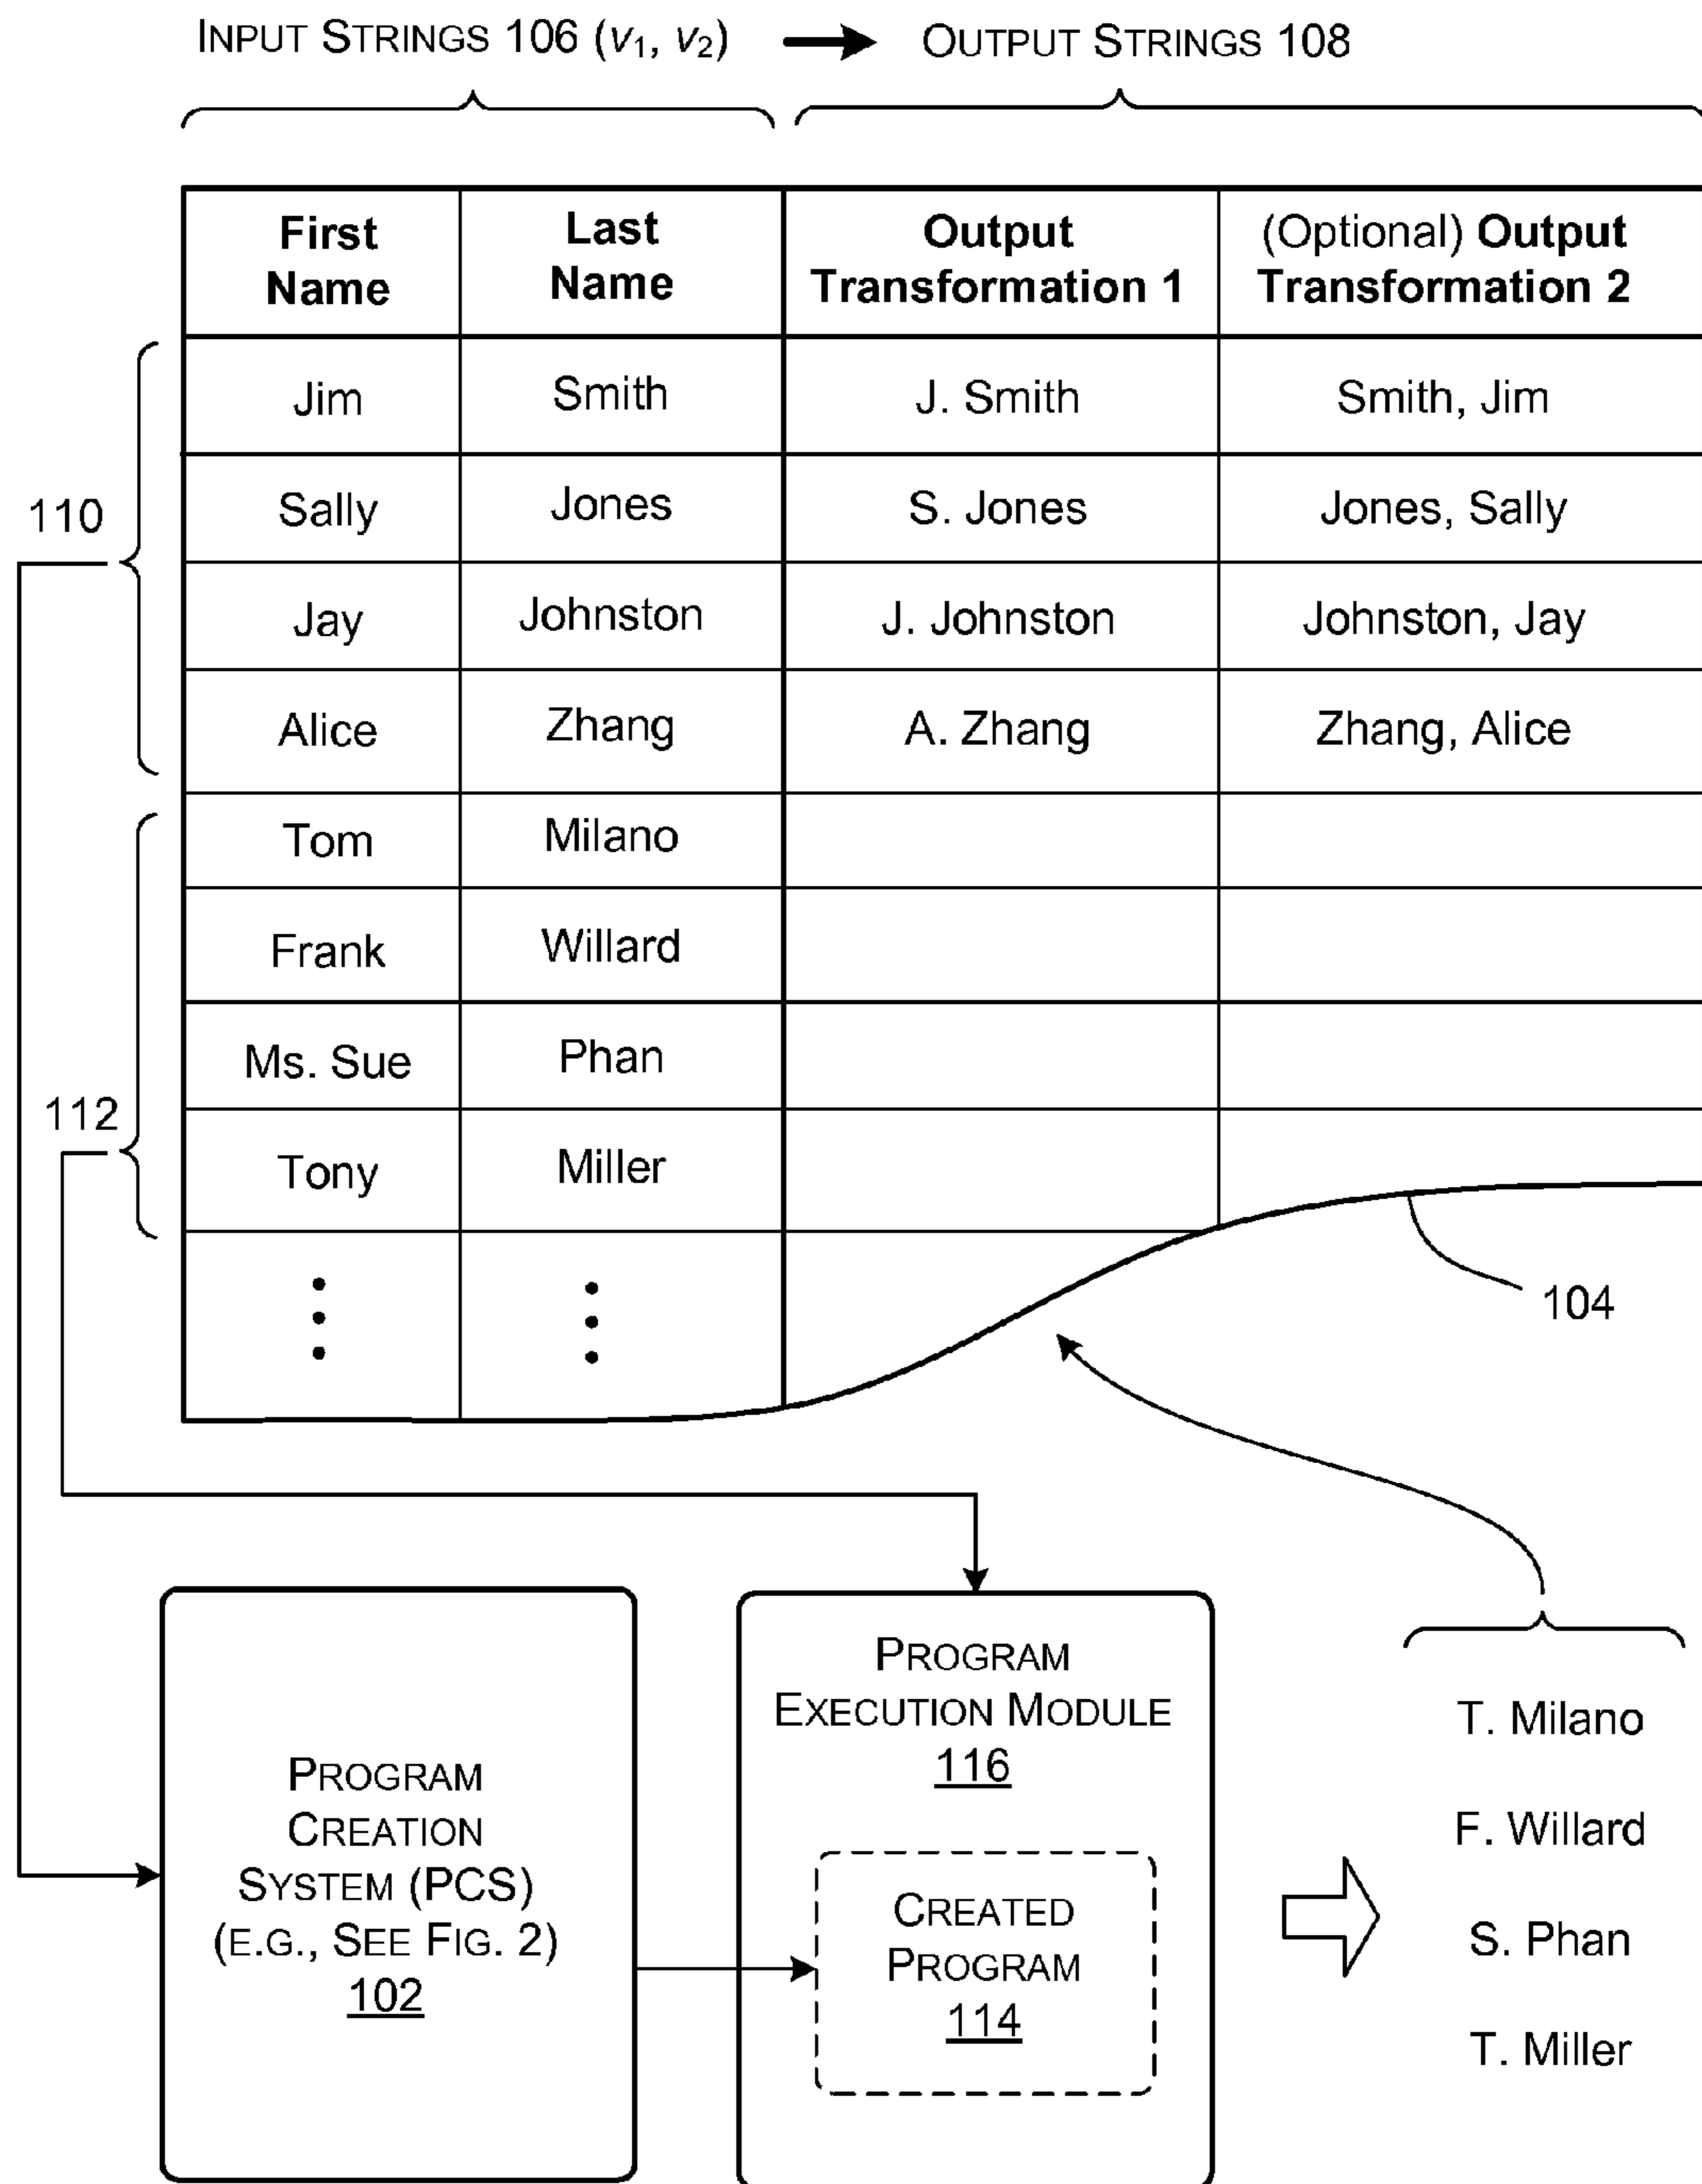 INPUT STRINGS 106 (v1, v2) OUTPUT STRINGS 108
First Name Last Name Output Transformation 1 (Optional) Output Transformation 2
Jim Smith J. Smith Smith, Jim
110 Sally Jones S. Jones Jones, Sally
Jay Johnston J. Johnston Johnston, Jay
Alice Zhang A. Zhang Zhang, Alice
Tom Milano
Frank Willard
Ms. Sue Phan
112
Tony Miller
104
PROGRAM
CREATION
SYSTEM (PCS)
(E.G., SEE FIG. 2)
102
PROGRAM
EXECUTION MODULE
116
CREATED
PROGRAM
114
T. Milano
F. Willard
S. Phan
T. Miller